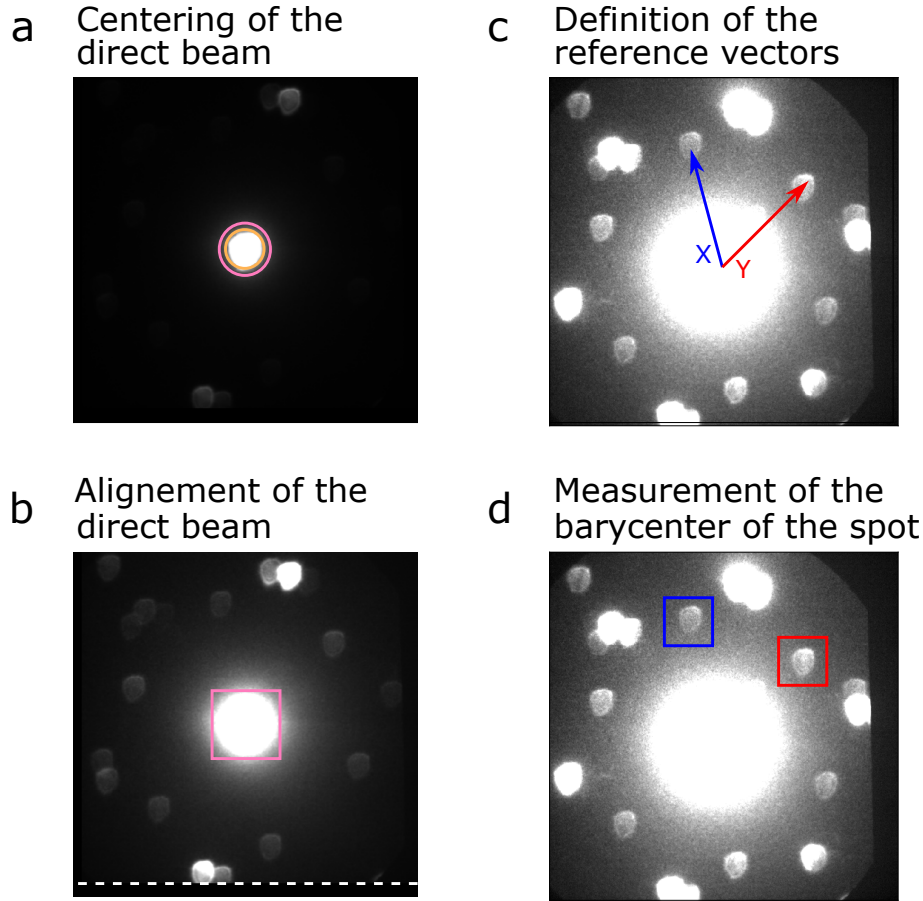 a
Centering of the
direct beam
c
Definition of the
reference vectors
X
Y
b
Alignement of the
direct beam
d
Measurement of the
barycenter of the spot